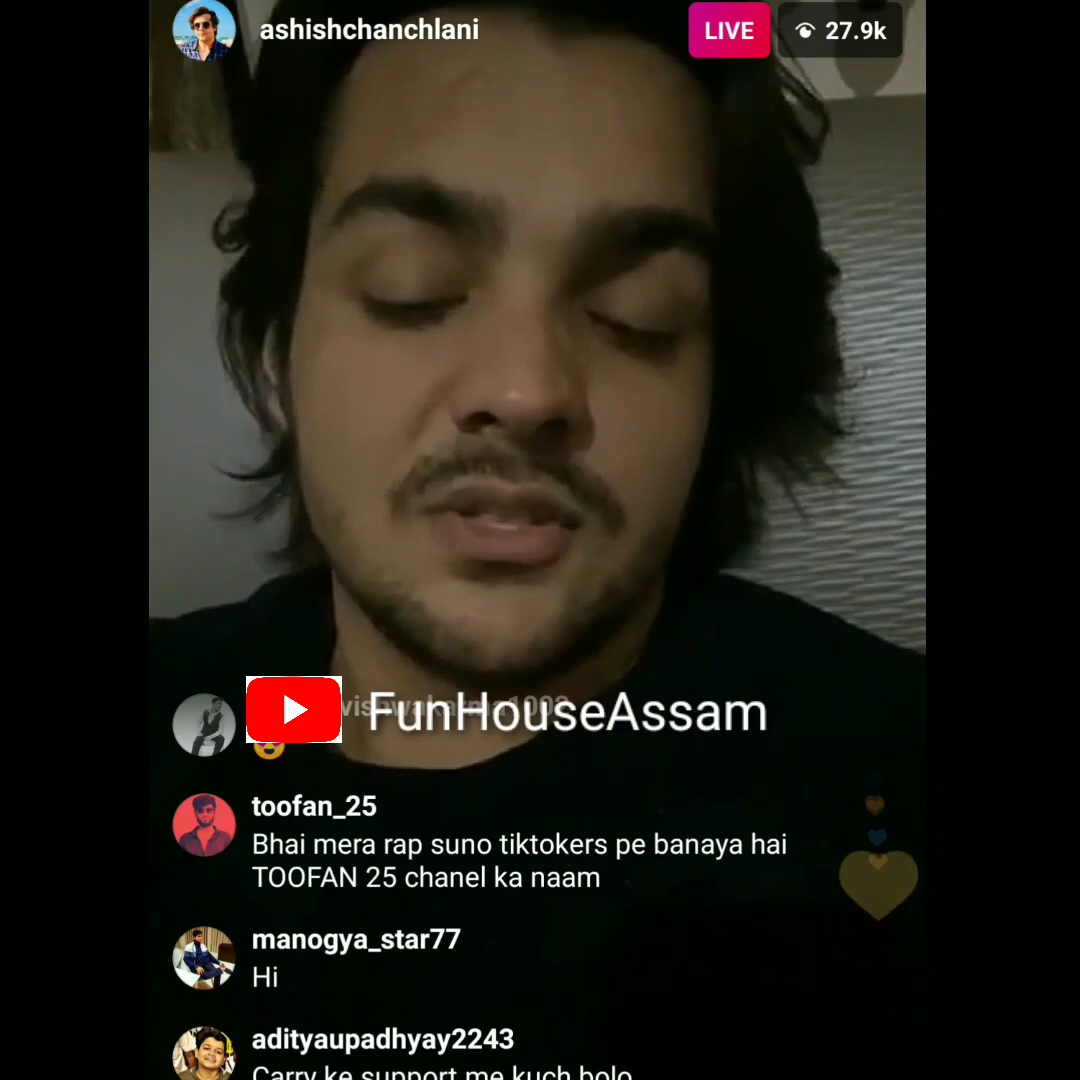 ashishchanchlani
LIVE
27.9k
FunHouseAssam
toofan_25
Bhai mera rap suno tiktokers pe banaya hai
TOOFAN 25 chanel ka naam
manogya_star77
Hi
adityaupadhyay2243
Carry ke support me kuch bolo